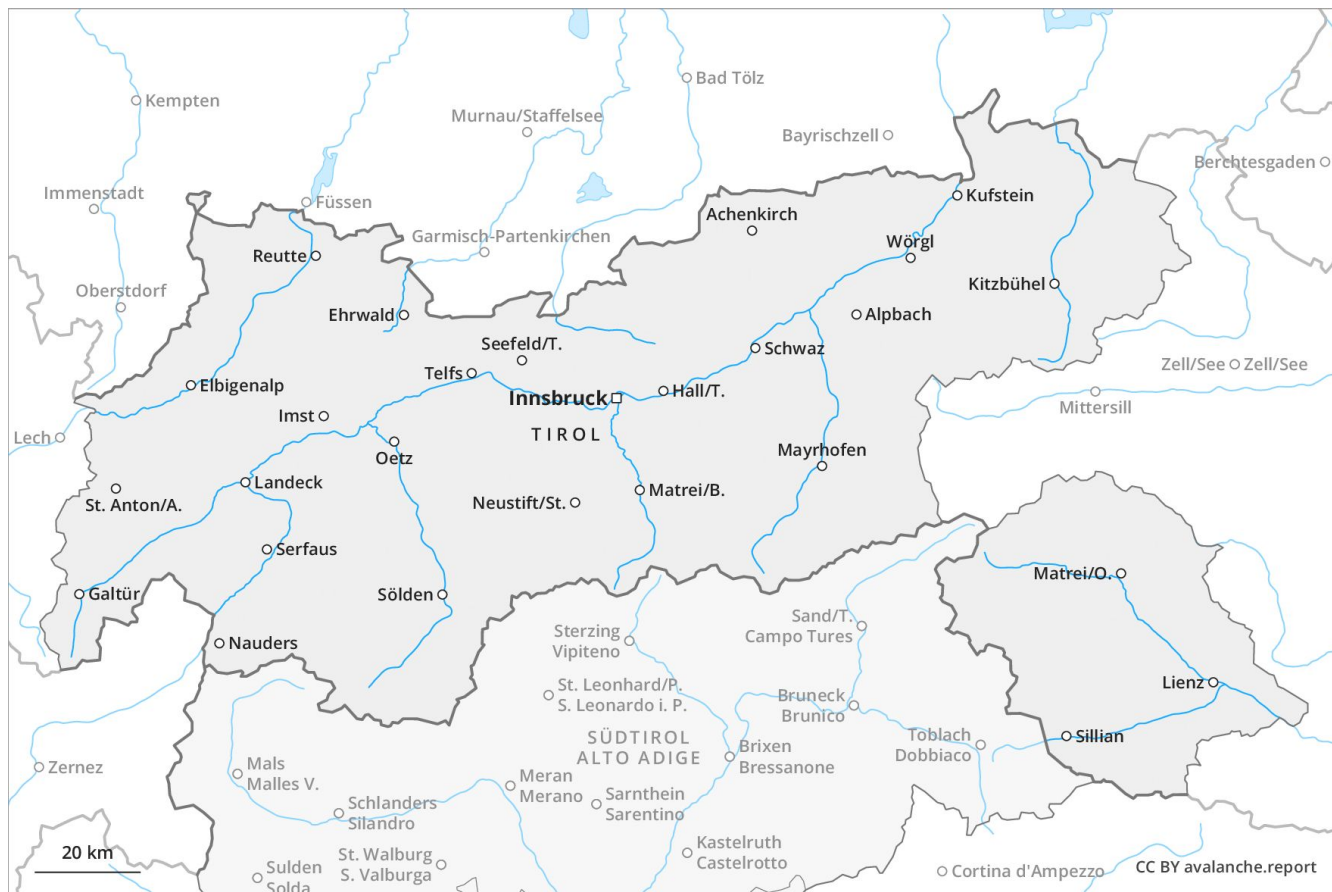 Bad Tölz
Kempten
Murnau/Staffelsee
Bayrischzell
Berchtesgaden
Immenstadt
Füssen
Kufstein
Achenkirch
Garmisch-Partenkirchen
Wörgl
Reutte
Oberstdorf
Kitzbühel
Ehrwald
Alpbach
Seefeld/T.
Schwaz
Zell/See
Zell/See
Telfs
Elbigenalp
Hall/T.
Innsbruck
Mittersill
Imst
TIROL
Lech
Mayrhofen
Oetz
Landeck
Matrei/B.
St. Anton/A.
Neustift/St.
Serfaus
Matrei/O.
Galtür
Sölden
Sand/T.
Campo Tures
Sterzing
Vipiteno
Nauders
Lienz
St. Leonhard/P.
S. Leonardo i. P.
Bruneck
Brunico
SÜDTIROL
ALTO ADIGE
Sillian
Toblach
Dobbiaco
Brixen
Bressanone
Zernez
Mals
Malles V.
Meran
Merano
Sarnthein
Sarentino
Schlanders
Silandro
Kastelruth
Castelrotto
20 km
St. Walburg
S. Valburga
Sulden
Solda
Cortina d'Ampezzo
CC BY avalanche.report